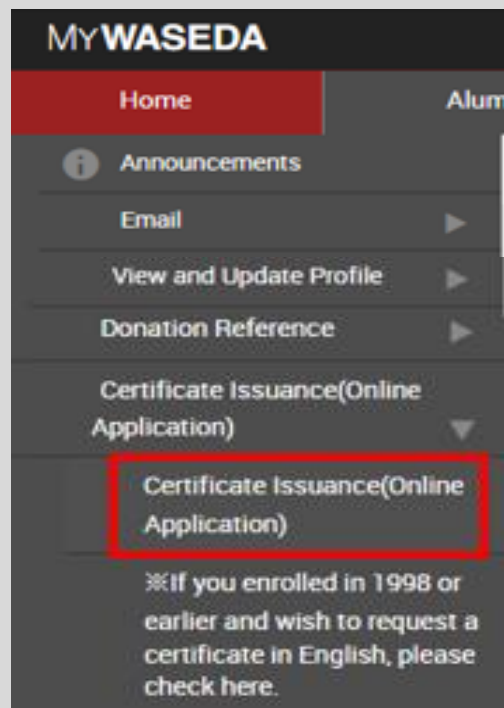 MYWASEDA
Home
Alum
Announcements
Email
View and Update Profile
Donation Reference
Certificate Issuance(Online
Application)
Certificate Issuance(Online
Application)
※If you enrolled in 1998 or
earlier and wish to request a
certificate in English, please
check here.